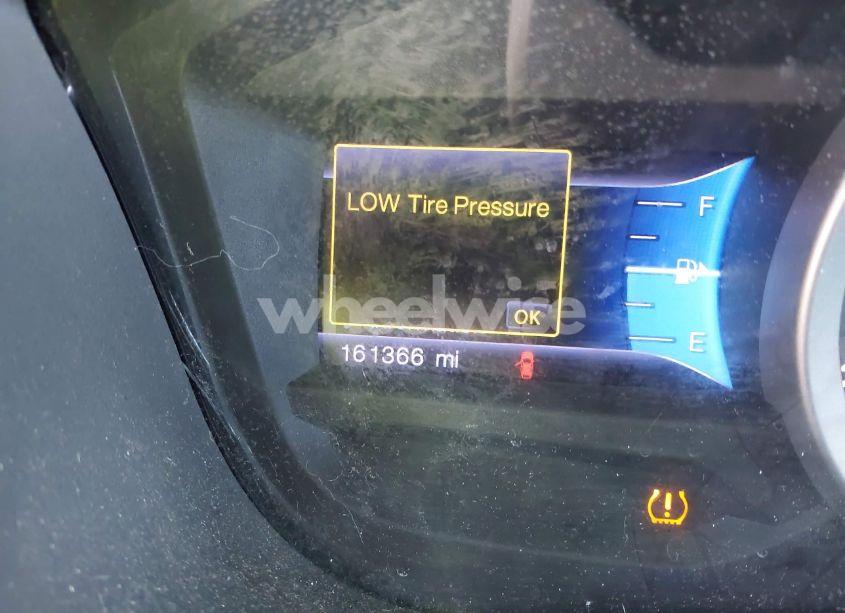 LOW Tire Pressure
F
wheelwise
OK
E
161366 mi